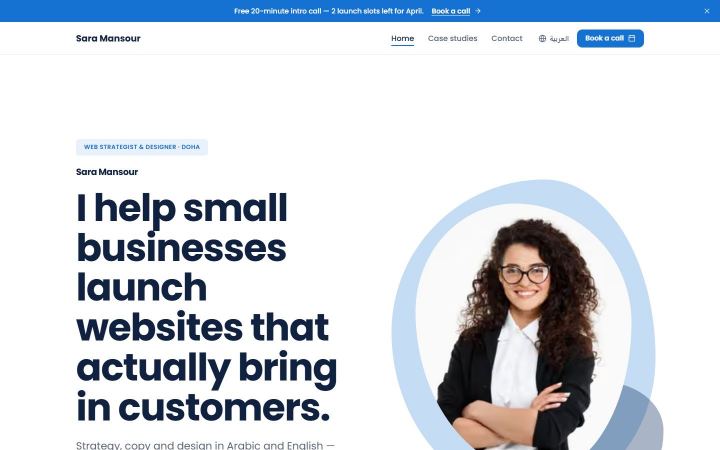 Free 20-minute intro call — 2 launch slots left for April. Book a call →
Sara Mansour
Home Case studies Contact العربية Book a call
WEB STRATEGIST & DESIGNER · DOHA
Sara Mansour
I help small
businesses
launch
websites that
actually bring
in customers.
Strategy, copy and design in Arabic and English —